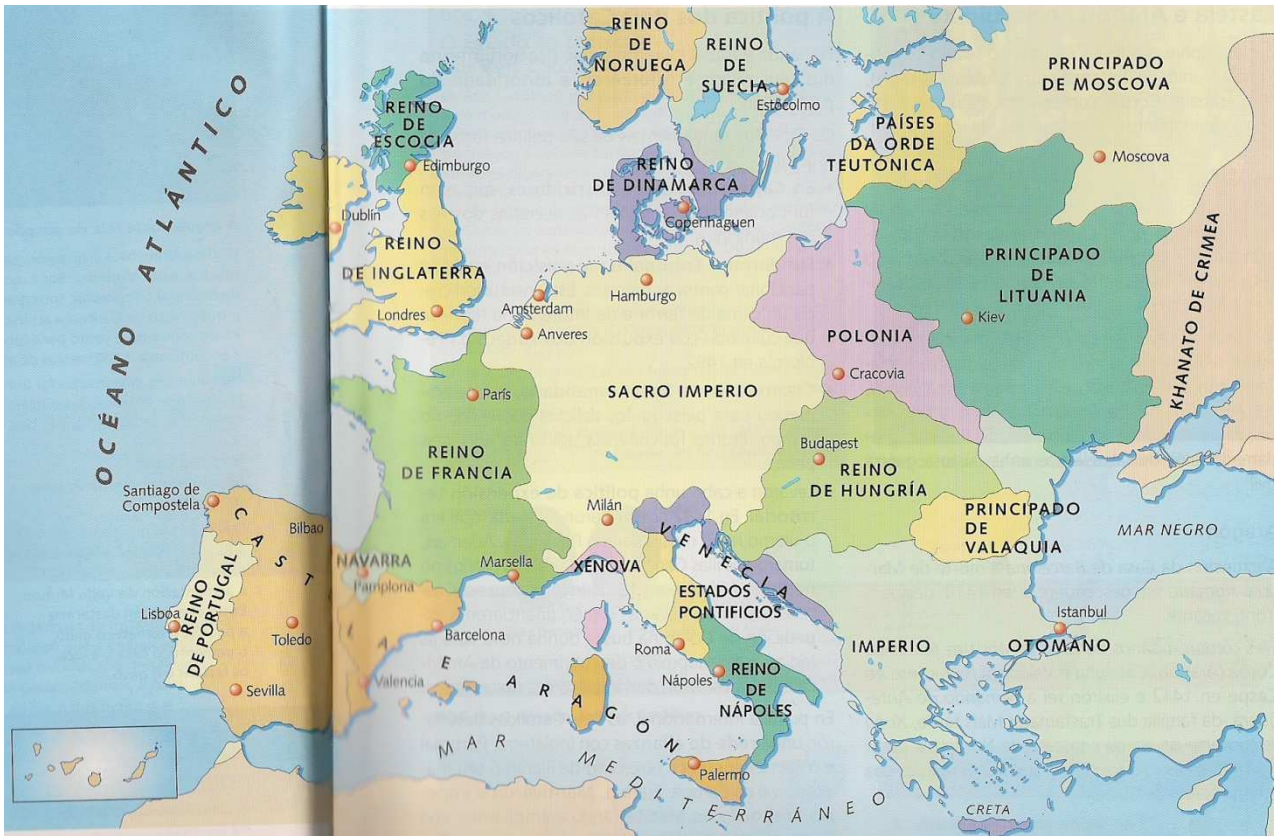 REINO
DE
NORUEGA
REINO
DE
SUECIA
Estocolmo
PRINCIPADO
DE MOSCOVA
Moscova
PAÍSES
DA ORDE
TEUTÓNICA
REINO
DE
ESCOCIA
Edimburgo
REINO
DE DINAMARCA
Copenhaguen
OCÉANO ATLÁNTICO
Dublín
REINO
DE INGLATERRA
Londres
Amsterdam
Anveres
Hamburgo
PRINCIPADO
DE
LITUANIA
Kiev
KHANATO DE CRIMEA
POLONIA
Cracovia
SACRO IMPERIO
París
REINO
DE FRANCIA
Budapest
REINO
DE HUNGRÍA
PRINCIPADO
DE
VALAQUIA
MAR NEGRO
Santiago de
Compostela
Bilbao
CASTELA E ARAGÓN
NAVARRA
Pamplona
Marsella
Milán
XÉNOVA
VENECIA
ESTADOS
PONTIFICIOS
REINO
DE PORTUGAL
Lisboa
Toledo
Sevilla
Barcelona
Valencia
Roma
Nápoles
REINO
DE
NÁPOLES
IMPERIO OTOMANO
Istanbul
Palermo
MAR MEDITERRÁNEO
CRETA